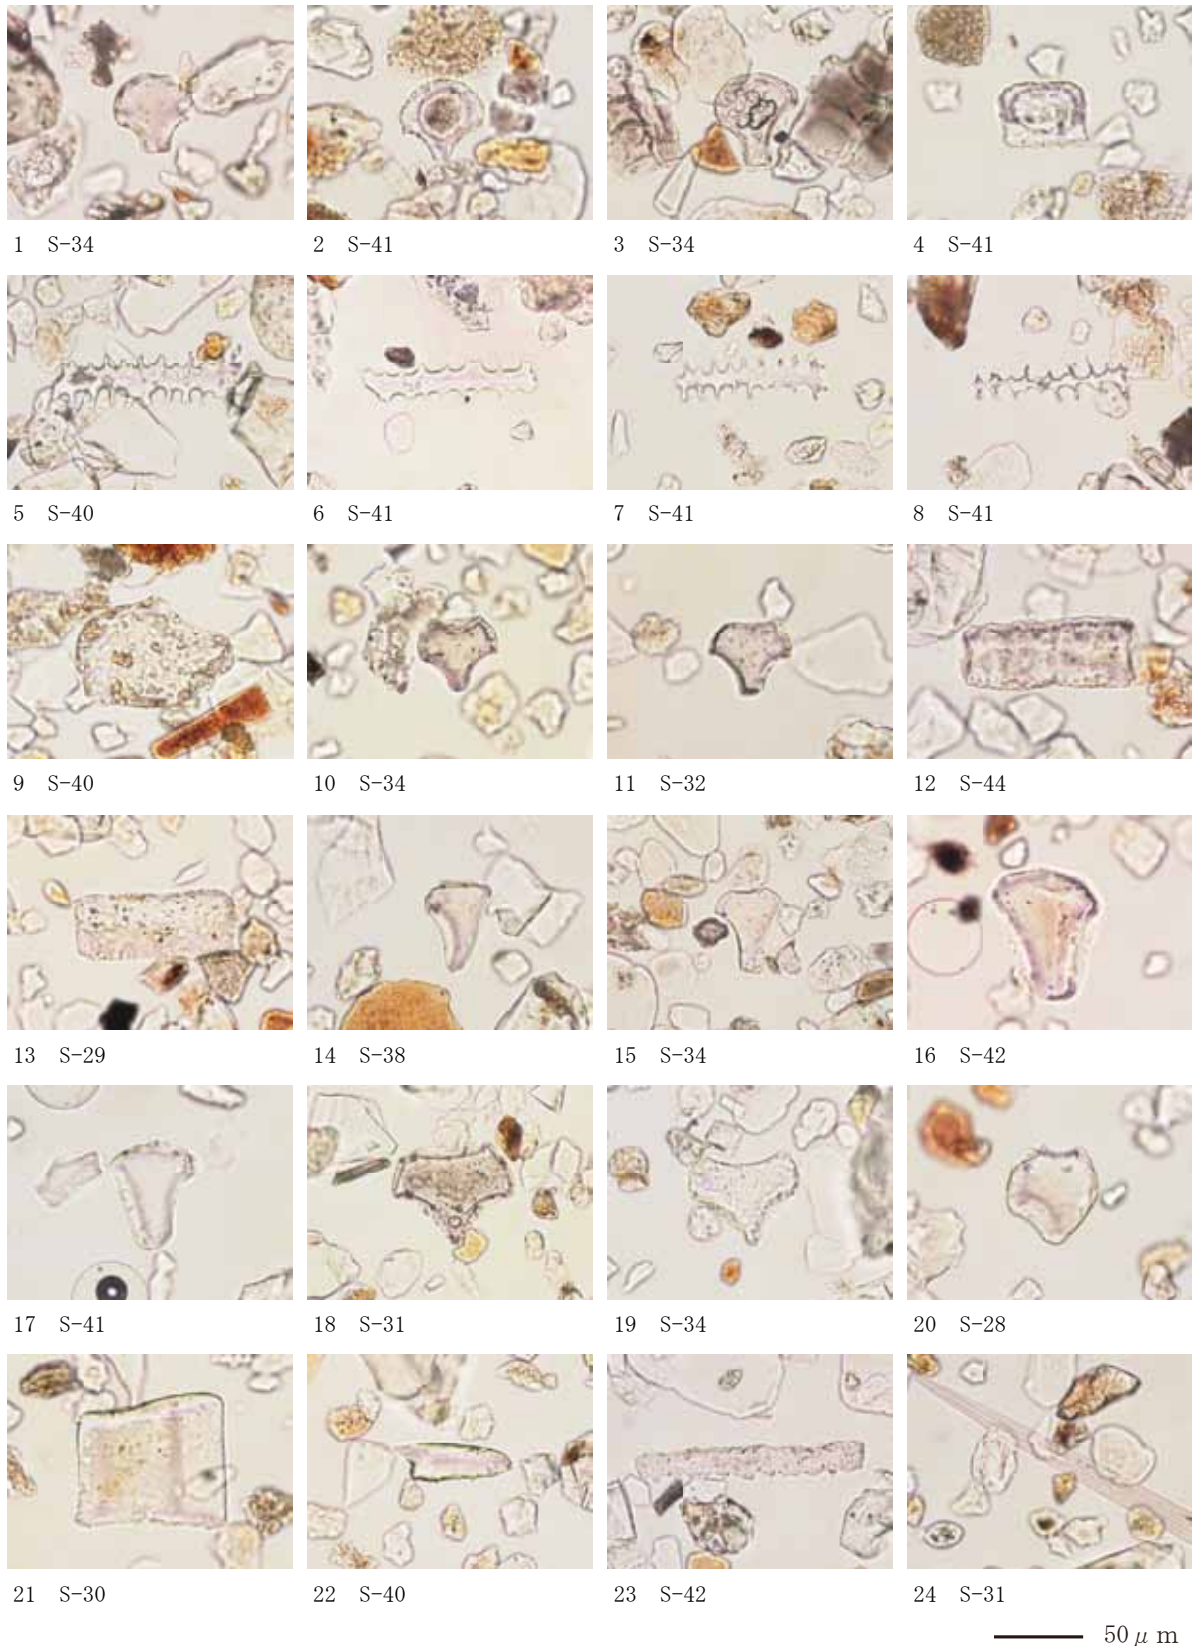 1 S-34
2 S-41
3 S-34
4 S-41
5 S-40
6 S-41
7 S-41
8 S-41
9 S-40
10 S-34
11 S-32
12 S-44
13 S-29
14 S-38
15 S-34
16 S-42
17 S-41
18 S-31
19 S-34
20 S-28
21 S-30
22 S-40
23 S-42
24 S-31
50 μ m